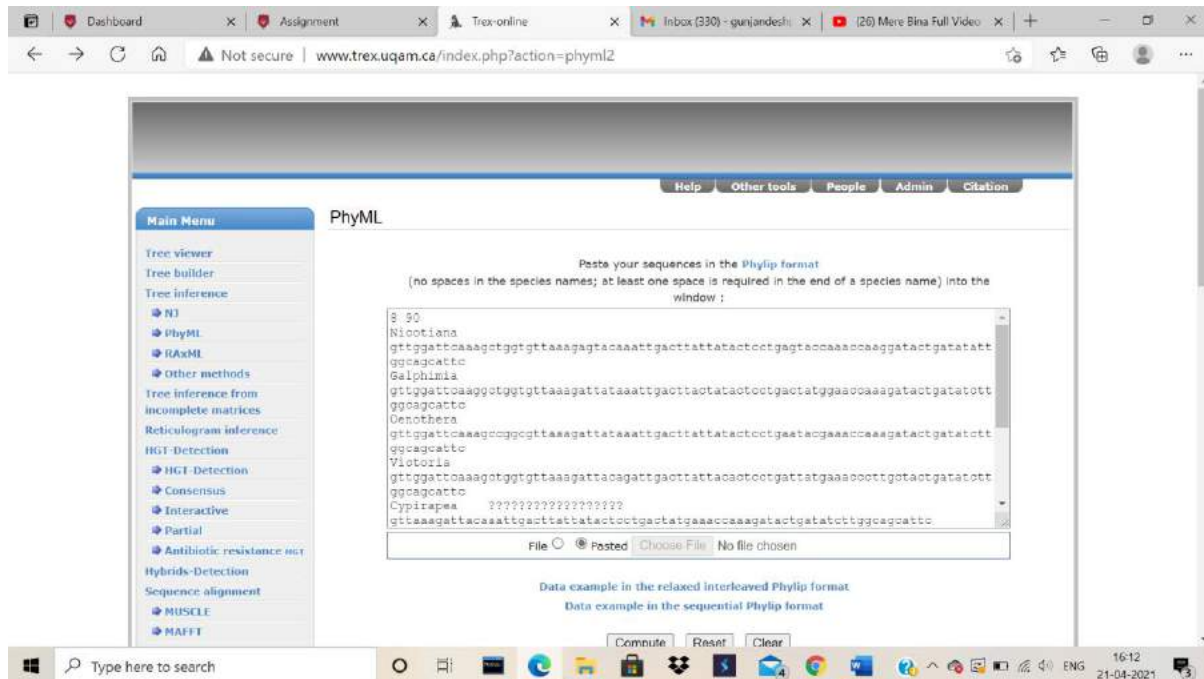 Dashboard
Assignment
Trex-online
Inbox (330) - gunjandeshi
(26) Mere Bina Full Video
Not secure | www.trex.uqam.ca/index.php?action=phyml2
Help
Other tools
People
Admin
Citation
Main Menu
Tree viewer
Tree builder
Tree inference
NJ
PhyML
RAxML
Other methods
Tree inference from
incomplete matrices
Reticulogram inference
HGT-Detection
HGT-Detection
Consensus
Interactive
Partial
Antibiotic resistance HGT
Hybrids-Detection
Sequence alignment
MUSCLE
MAFFT
PhyML
Paste your sequences in the Phylip format
(no spaces in the species names; at least one space is required in the end of a species name) into the
window :
8 90
Nicotiana
gttggattcaaagctggtgttaaagagtacaaattgacttattatactcctgagtaccaaaccaaggatactgatatatt
ggcagcattc
Galphimia
gttggattcaaggctggtgttaaagattataaattgacttactatactcctgactatggaaccaaagatactgatatctt
ggcagcattc
Oenothera
gttggattcaaagccggcgttaaagattataaattgacttattatactcctgaatacgaaaccaaagatactgatatctt
ggcagcattc
Victoria
gttggattcaaagctggtgttaaagattacagattgacttattacactcctgattatgaaacccttgctactgatatctt
ggcagcattc
Cypirapea ??????????????????
gttaaagattacaaattgacttattatactcctgactatgaaaccaaagatactgatatcttggcagcattc
File
Pasted
Choose File
No file chosen
Data example in the relaxed interleaved Phylip format
Data example in the sequential Phylip format
Compute
Reset
Clear
Type here to search
4
ENG
16:12
21-04-2021
3